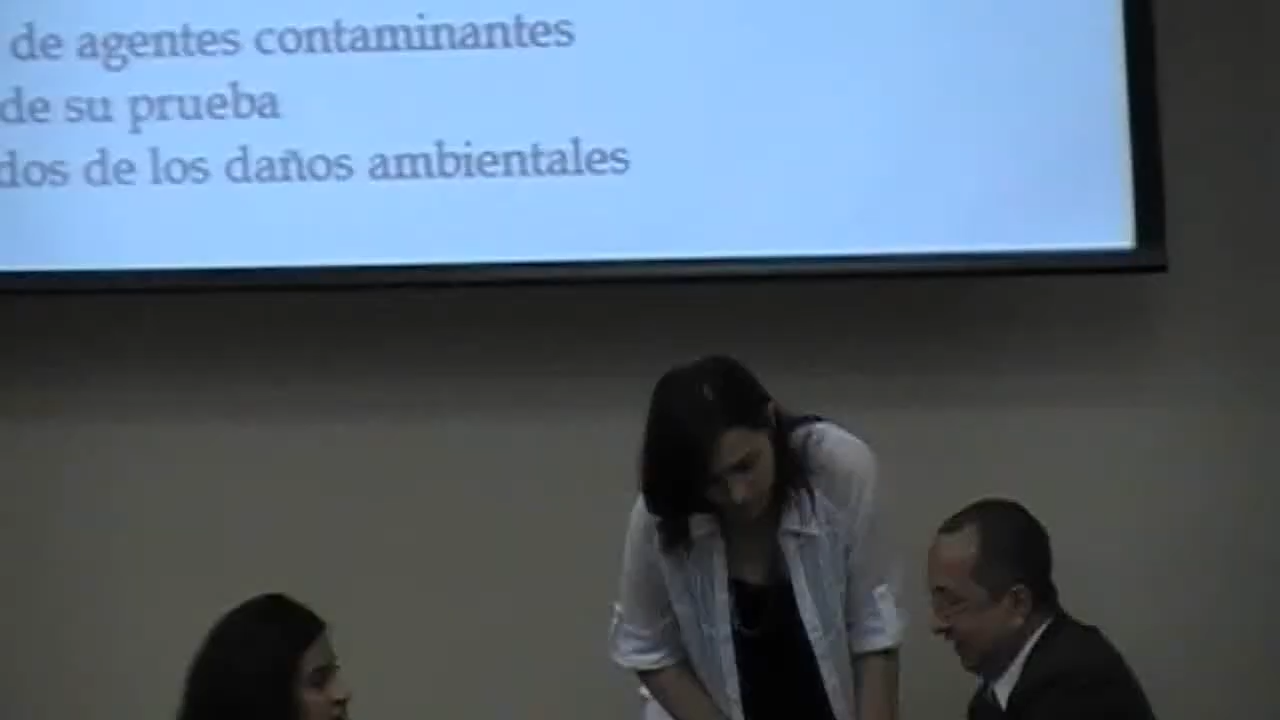 de agentes contaminantes
de su prueba
dos de los daños ambientales